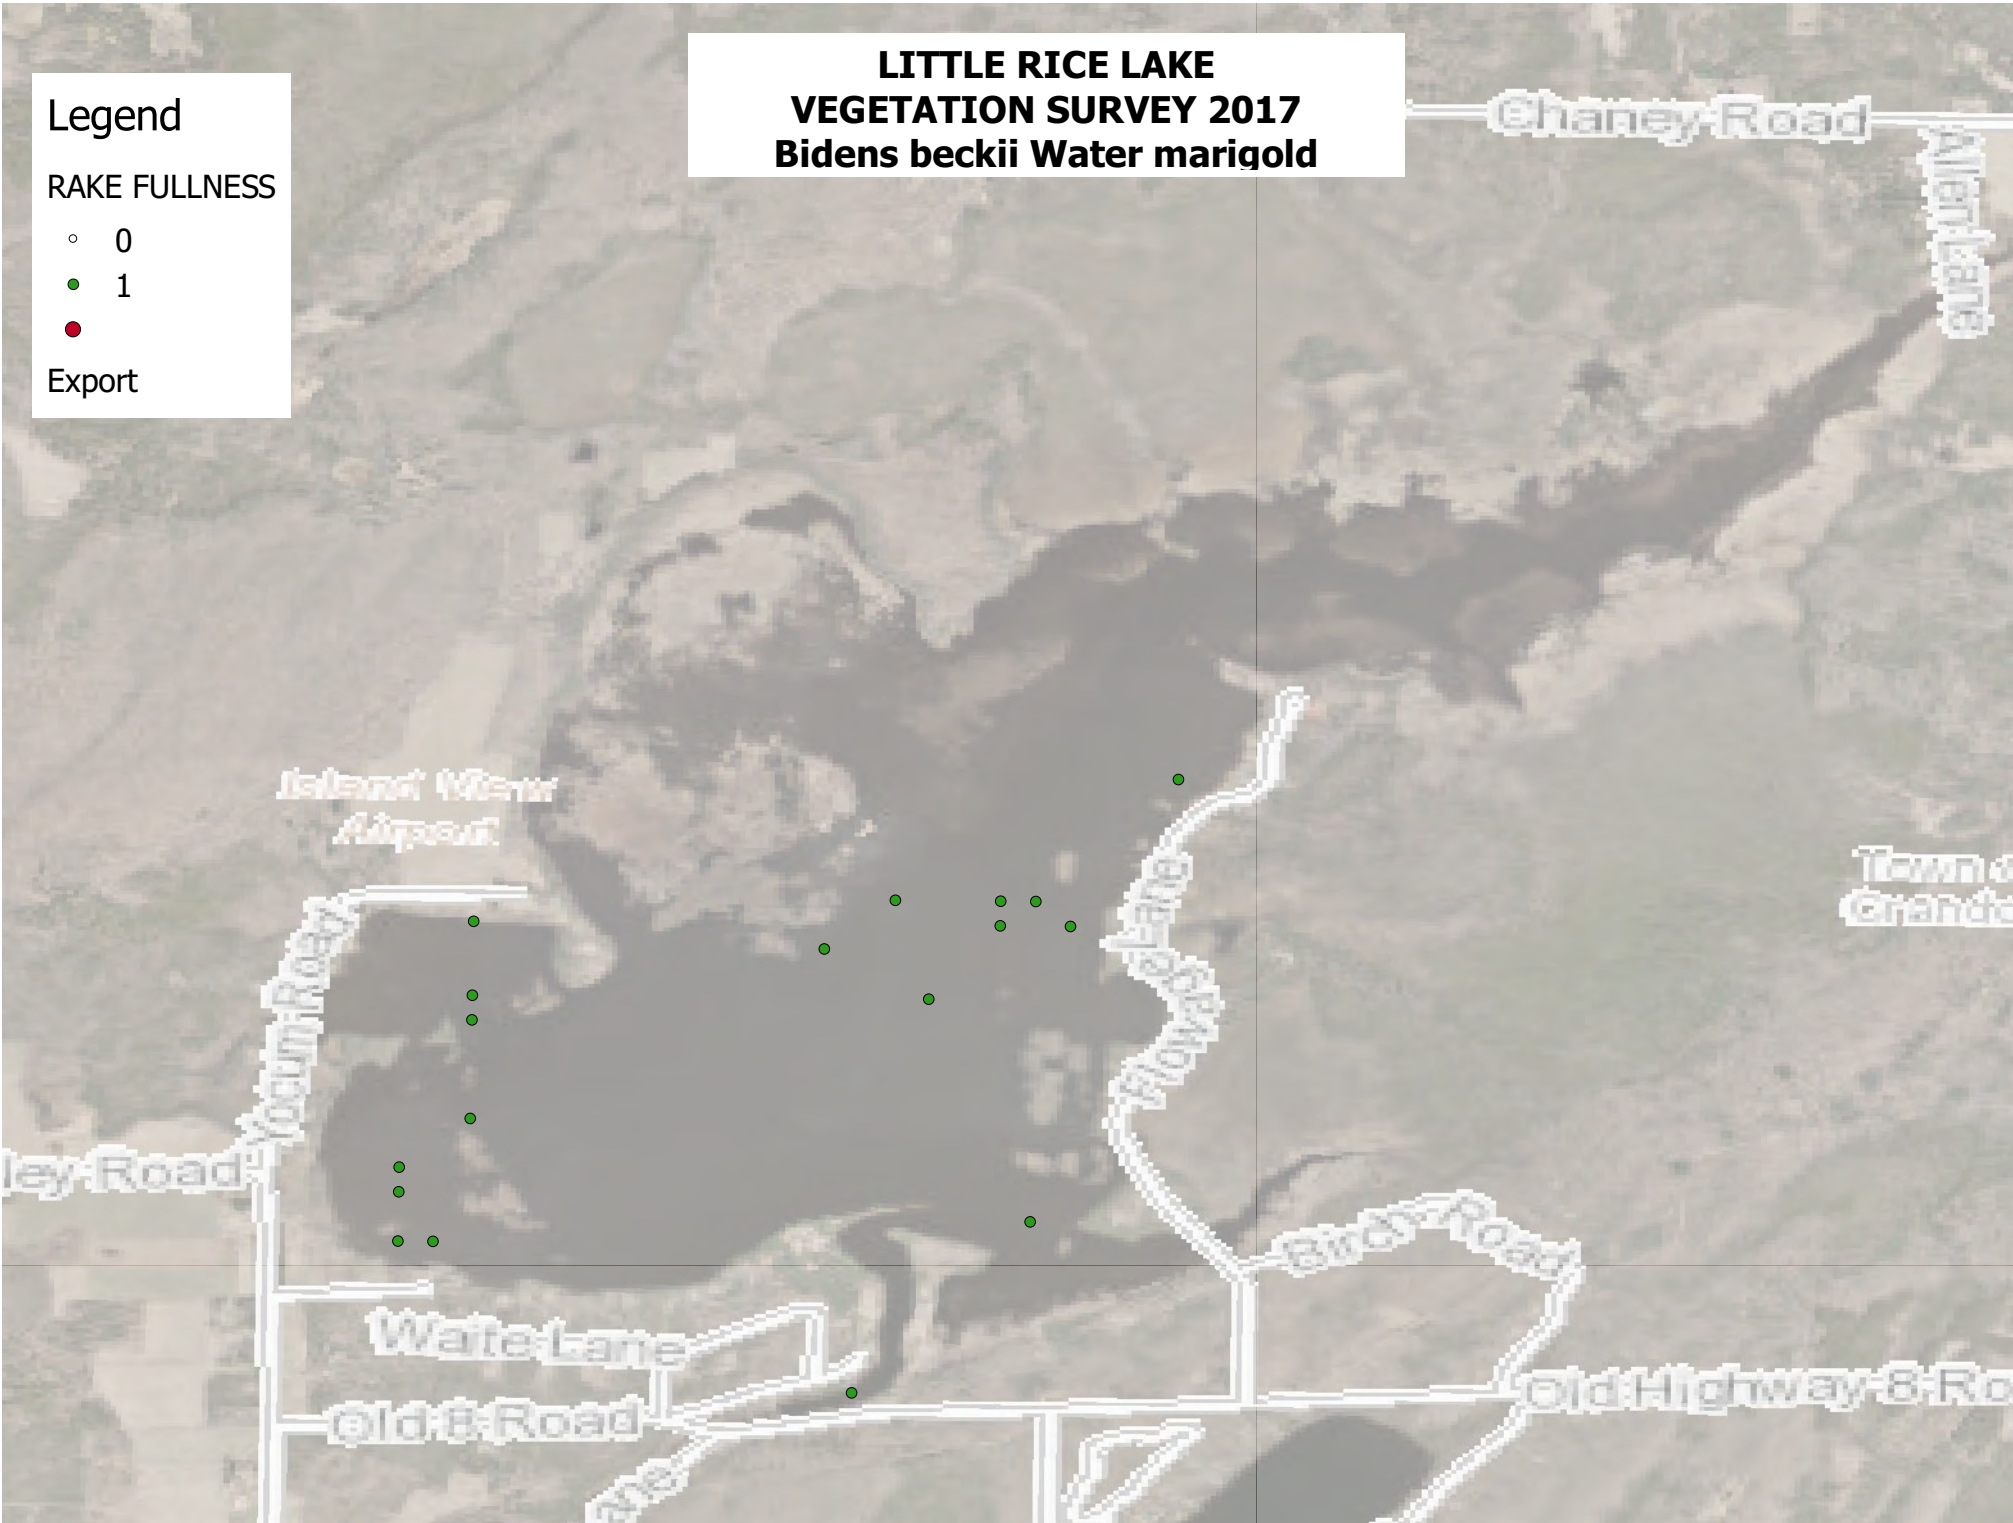 LITTLE RICE LAKE
VEGETATION SURVEY 2017
Bidens beckii Water marigold
Legend
RAKE FULLNESS
0
1
Export
Chaney Road
Allen Lane
Island View
Airport
Town o
Grando
Yocum Road
Lane
Flowage
ley Road
Birch Road
Waite Lane
Old 8 Road
Old Highway 8 Ro
ane